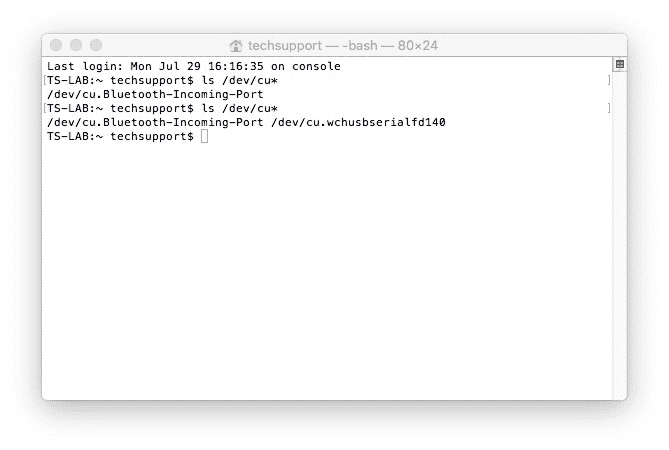 techsupport — -bash — 80×24
Last login: Mon Jul 29 16:16:35 on console
[TS-LAB:~ techsupport$ ls /dev/cu* ]
/dev/cu.Bluetooth-Incoming-Port
[TS-LAB:~ techsupport$ ls /dev/cu* ]
/dev/cu.Bluetooth-Incoming-Port /dev/cu.wchusbserialfd140
TS-LAB:~ techsupport$